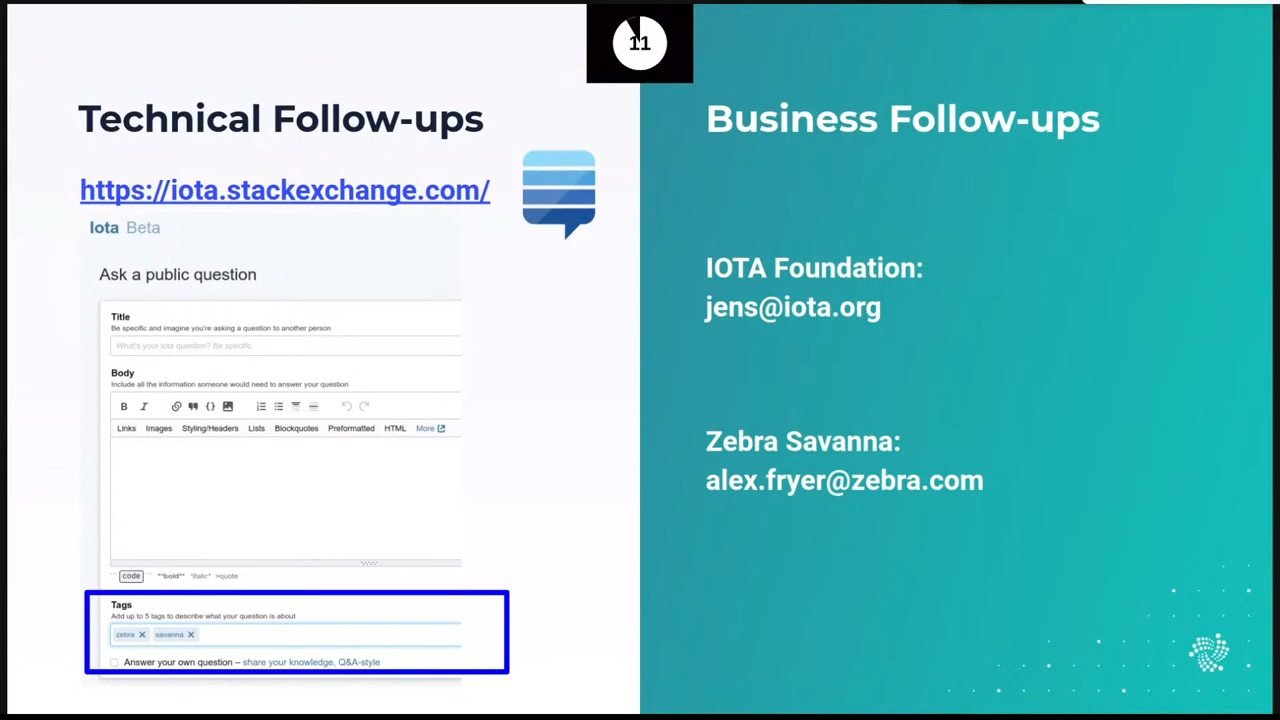 11
Technical Follow-ups
https://iota.stackexchange.com/
Iota Beta
Ask a public question
Title
Be specific and imagine you're asking a question to another person
What's your Iota question? Be specific.
Body
Include all the information someone would need to answer your question
B I
Links Images Styling/Headers Lists Blockquotes Preformatted HTML More
code **bold** *italic* >quote
Tags
Add up to 5 tags to describe what your question is about
zebra savanna
Answer your own question – share your knowledge, Q&A-style
Business Follow-ups
IOTA Foundation:
jens@iota.org
Zebra Savanna:
alex.fryer@zebra.com